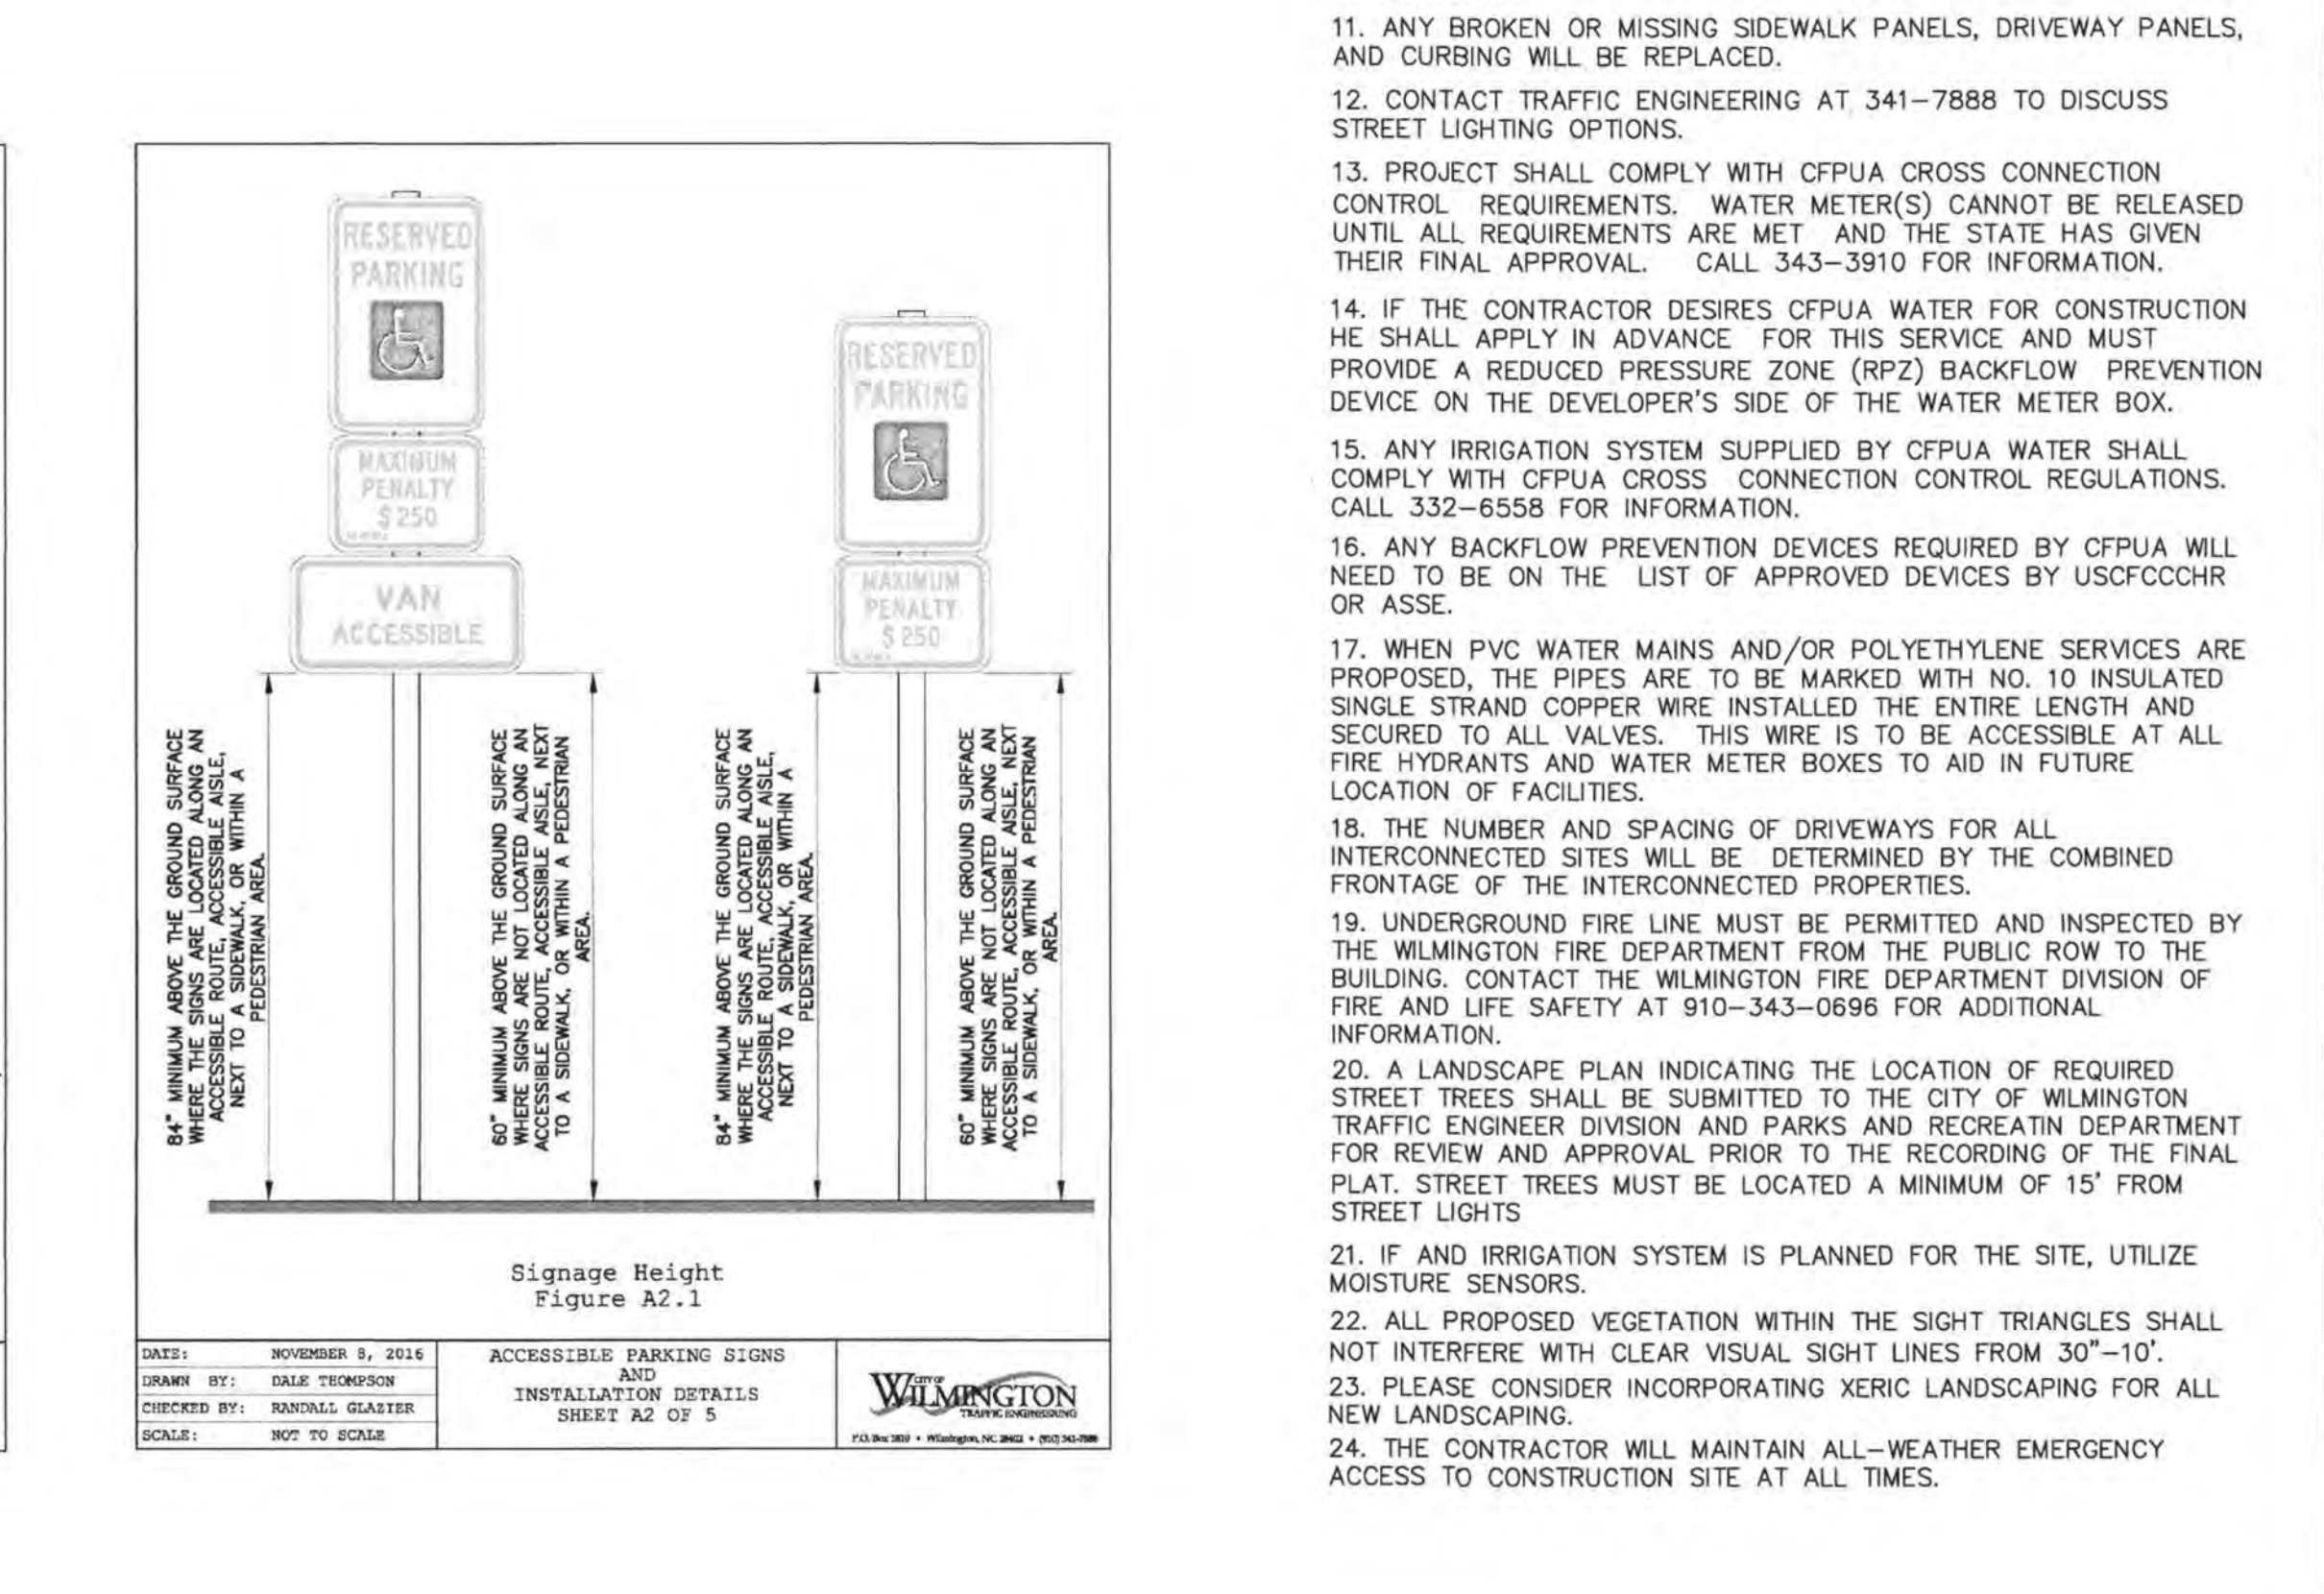 RESERVED
PARKING
MAXIMUM
PENALTY
$ 250
VAN
ACCESSIBLE
RESERVED
PARKING
MAXIMUM
PENALTY
$ 250
84" MINIMUM ABOVE THE GROUND SURFACE
WHERE THE SIGNS ARE LOCATED ALONG AN
ACCESSIBLE ROUTE, ACCESSIBLE AISLE,
NEXT TO A SIDEWALK, OR WITHIN A
PEDESTRIAN AREA.
60" MINIMUM ABOVE THE GROUND SURFACE
WHERE SIGNS ARE NOT LOCATED ALONG AN
ACCESSIBLE ROUTE, ACCESSIBLE AISLE, NEXT
TO A SIDEWALK, OR WITHIN A PEDESTRIAN
AREA.
84" MINIMUM ABOVE THE GROUND SURFACE
WHERE THE SIGNS ARE LOCATED ALONG AN
ACCESSIBLE ROUTE, ACCESSIBLE AISLE,
NEXT TO A SIDEWALK, OR WITHIN A
PEDESTRIAN AREA.
60" MINIMUM ABOVE THE GROUND SURFACE
WHERE SIGNS ARE NOT LOCATED ALONG AN
ACCESSIBLE ROUTE, ACCESSIBLE AISLE, NEXT
TO A SIDEWALK, OR WITHIN A PEDESTRIAN
AREA.
Signage Height
Figure A2.1
DATE: NOVEMBER 8, 2016
DRAWN BY: DALE THOMPSON
CHECKED BY: RANDALL GLAZIER
SCALE: NOT TO SCALE
ACCESSIBLE PARKING SIGNS
AND
INSTALLATION DETAILS
SHEET A2 OF 5
CITY OF
WILMINGTON
TRAFFIC ENGINEERING
P.O. Box 1810 • Wilmington, NC 28402 • (910) 341-7888
11. ANY BROKEN OR MISSING SIDEWALK PANELS, DRIVEWAY PANELS,
AND CURBING WILL BE REPLACED.
12. CONTACT TRAFFIC ENGINEERING AT 341-7888 TO DISCUSS
STREET LIGHTING OPTIONS.
13. PROJECT SHALL COMPLY WITH CFPUA CROSS CONNECTION
CONTROL REQUIREMENTS. WATER METER(S) CANNOT BE RELEASED
UNTIL ALL REQUIREMENTS ARE MET AND THE STATE HAS GIVEN
THEIR FINAL APPROVAL. CALL 343-3910 FOR INFORMATION.
14. IF THE CONTRACTOR DESIRES CFPUA WATER FOR CONSTRUCTION
HE SHALL APPLY IN ADVANCE FOR THIS SERVICE AND MUST
PROVIDE A REDUCED PRESSURE ZONE (RPZ) BACKFLOW PREVENTION
DEVICE ON THE DEVELOPER'S SIDE OF THE WATER METER BOX.
15. ANY IRRIGATION SYSTEM SUPPLIED BY CFPUA WATER SHALL
COMPLY WITH CFPUA CROSS CONNECTION CONTROL REGULATIONS.
CALL 332-6558 FOR INFORMATION.
16. ANY BACKFLOW PREVENTION DEVICES REQUIRED BY CFPUA WILL
NEED TO BE ON THE LIST OF APPROVED DEVICES BY USCFCCCHR
OR ASSE.
17. WHEN PVC WATER MAINS AND/OR POLYETHYLENE SERVICES ARE
PROPOSED, THE PIPES ARE TO BE MARKED WITH NO. 10 INSULATED
SINGLE STRAND COPPER WIRE INSTALLED THE ENTIRE LENGTH AND
SECURED TO ALL VALVES. THIS WIRE IS TO BE ACCESSIBLE AT ALL
FIRE HYDRANTS AND WATER METER BOXES TO AID IN FUTURE
LOCATION OF FACILITIES.
18. THE NUMBER AND SPACING OF DRIVEWAYS FOR ALL
INTERCONNECTED SITES WILL BE DETERMINED BY THE COMBINED
FRONTAGE OF THE INTERCONNECTED PROPERTIES.
19. UNDERGROUND FIRE LINE MUST BE PERMITTED AND INSPECTED BY
THE WILMINGTON FIRE DEPARTMENT FROM THE PUBLIC ROW TO THE
BUILDING. CONTACT THE WILMINGTON FIRE DEPARTMENT DIVISION OF
FIRE AND LIFE SAFETY AT 910-343-0696 FOR ADDITIONAL
INFORMATION.
20. A LANDSCAPE PLAN INDICATING THE LOCATION OF REQUIRED
STREET TREES SHALL BE SUBMITTED TO THE CITY OF WILMINGTON
TRAFFIC ENGINEER DIVISION AND PARKS AND RECREATIN DEPARTMENT
FOR REVIEW AND APPROVAL PRIOR TO THE RECORDING OF THE FINAL
PLAT. STREET TREES MUST BE LOCATED A MINIMUM OF 15' FROM
STREET LIGHTS
21. IF AND IRRIGATION SYSTEM IS PLANNED FOR THE SITE, UTILIZE
MOISTURE SENSORS.
22. ALL PROPOSED VEGETATION WITHIN THE SIGHT TRIANGLES SHALL
NOT INTERFERE WITH CLEAR VISUAL SIGHT LINES FROM 30"-10'.
23. PLEASE CONSIDER INCORPORATING XERIC LANDSCAPING FOR ALL
NEW LANDSCAPING.
24. THE CONTRACTOR WILL MAINTAIN ALL-WEATHER EMERGENCY
ACCESS TO CONSTRUCTION SITE AT ALL TIMES.